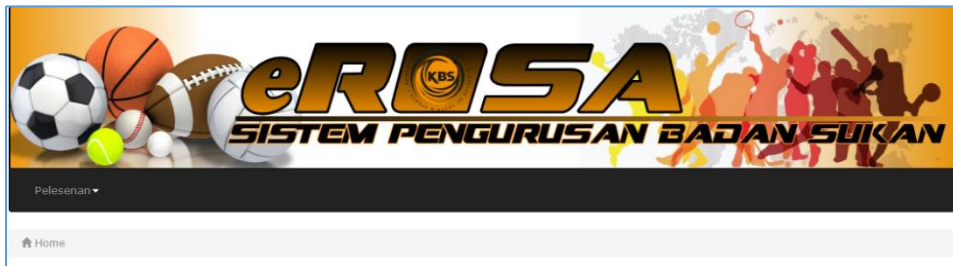 eROSA
KBS
SISTEM PENGURUSAN BADAN SUKAN
Pelesenan
Home